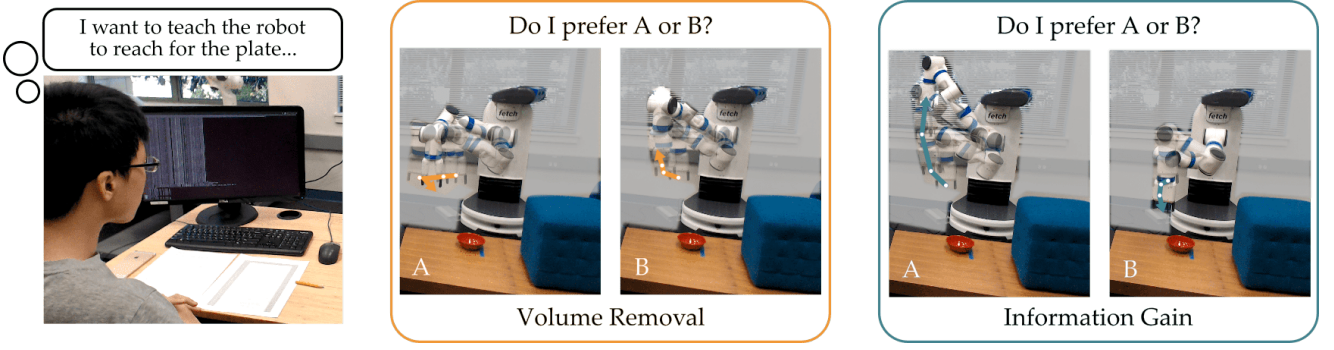 I want to teach the robot
to reach for the plate...
Do I prefer A or B?
fetch
A
fetch
B
Volume Removal
Do I prefer A or B?
fetch
A
fetch
B
Information Gain